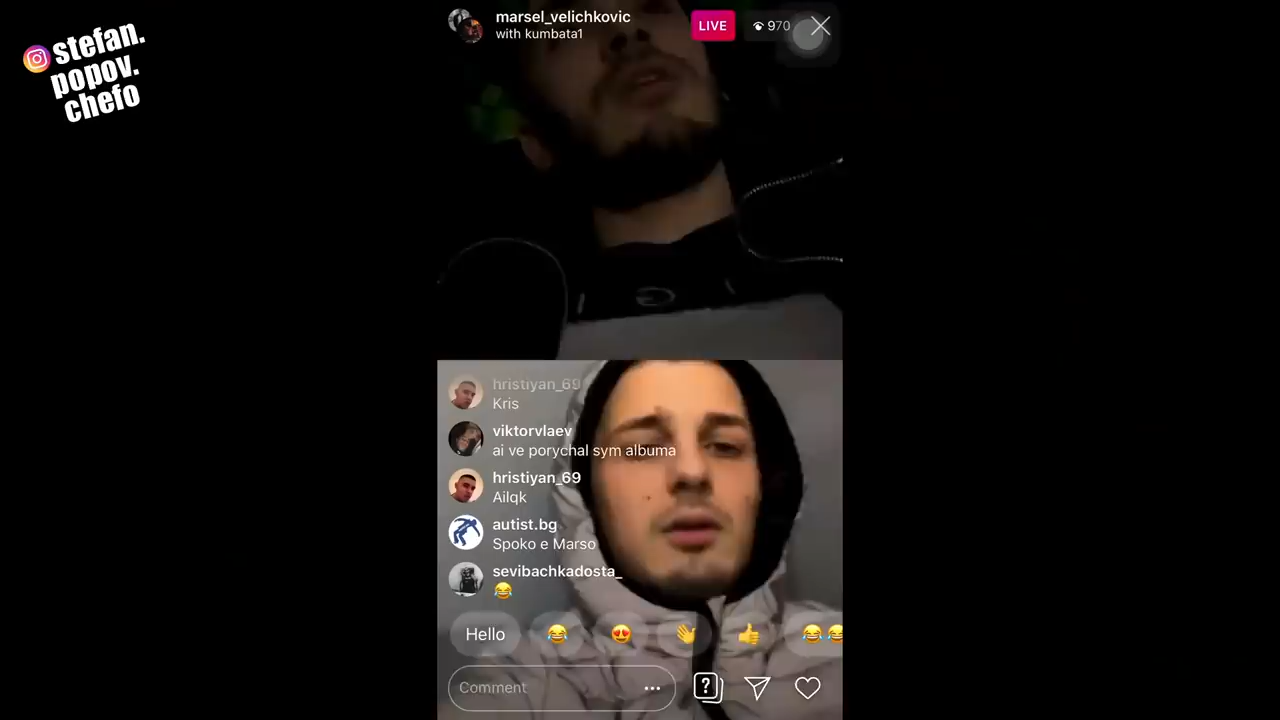 stefan.
popov.
chefo
marsel_velichkovic
with kumbata1
LIVE
970
hristiyan_69
Kris
viktorvlaev
ai ve porychal sym albuma
hristiyan_69
Ailqk
autist.bg
Spoko e Marso
sevibachkadosta_
😂
Hello 😂 😍 👋 👍 😂😂
Comment